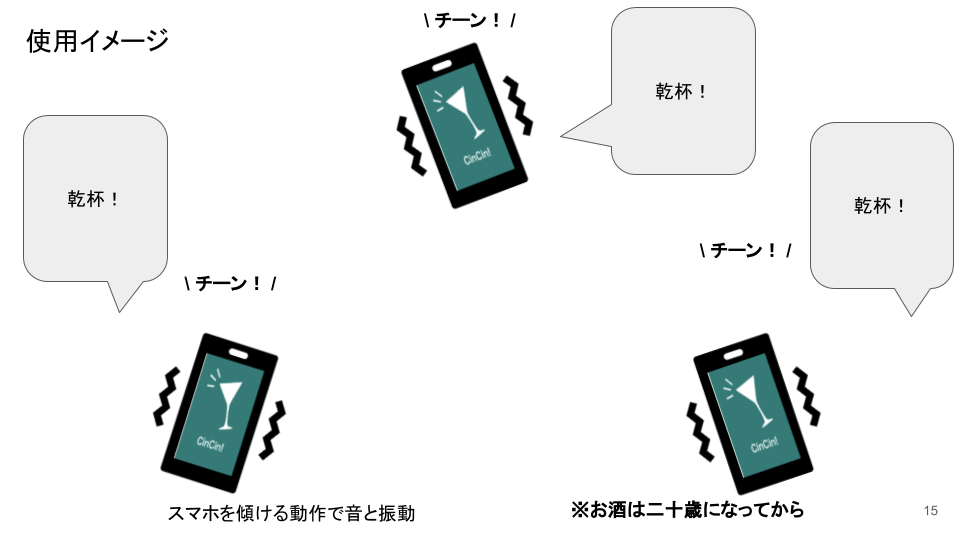 使用イメージ
\ チーン！ /
乾杯！
CinCin!
乾杯！
乾杯！
\ チーン！ /
\ チーン！ /
CinCin!
CinCin!
スマホを傾ける動作で音と振動
※お酒は二十歳になってから
15